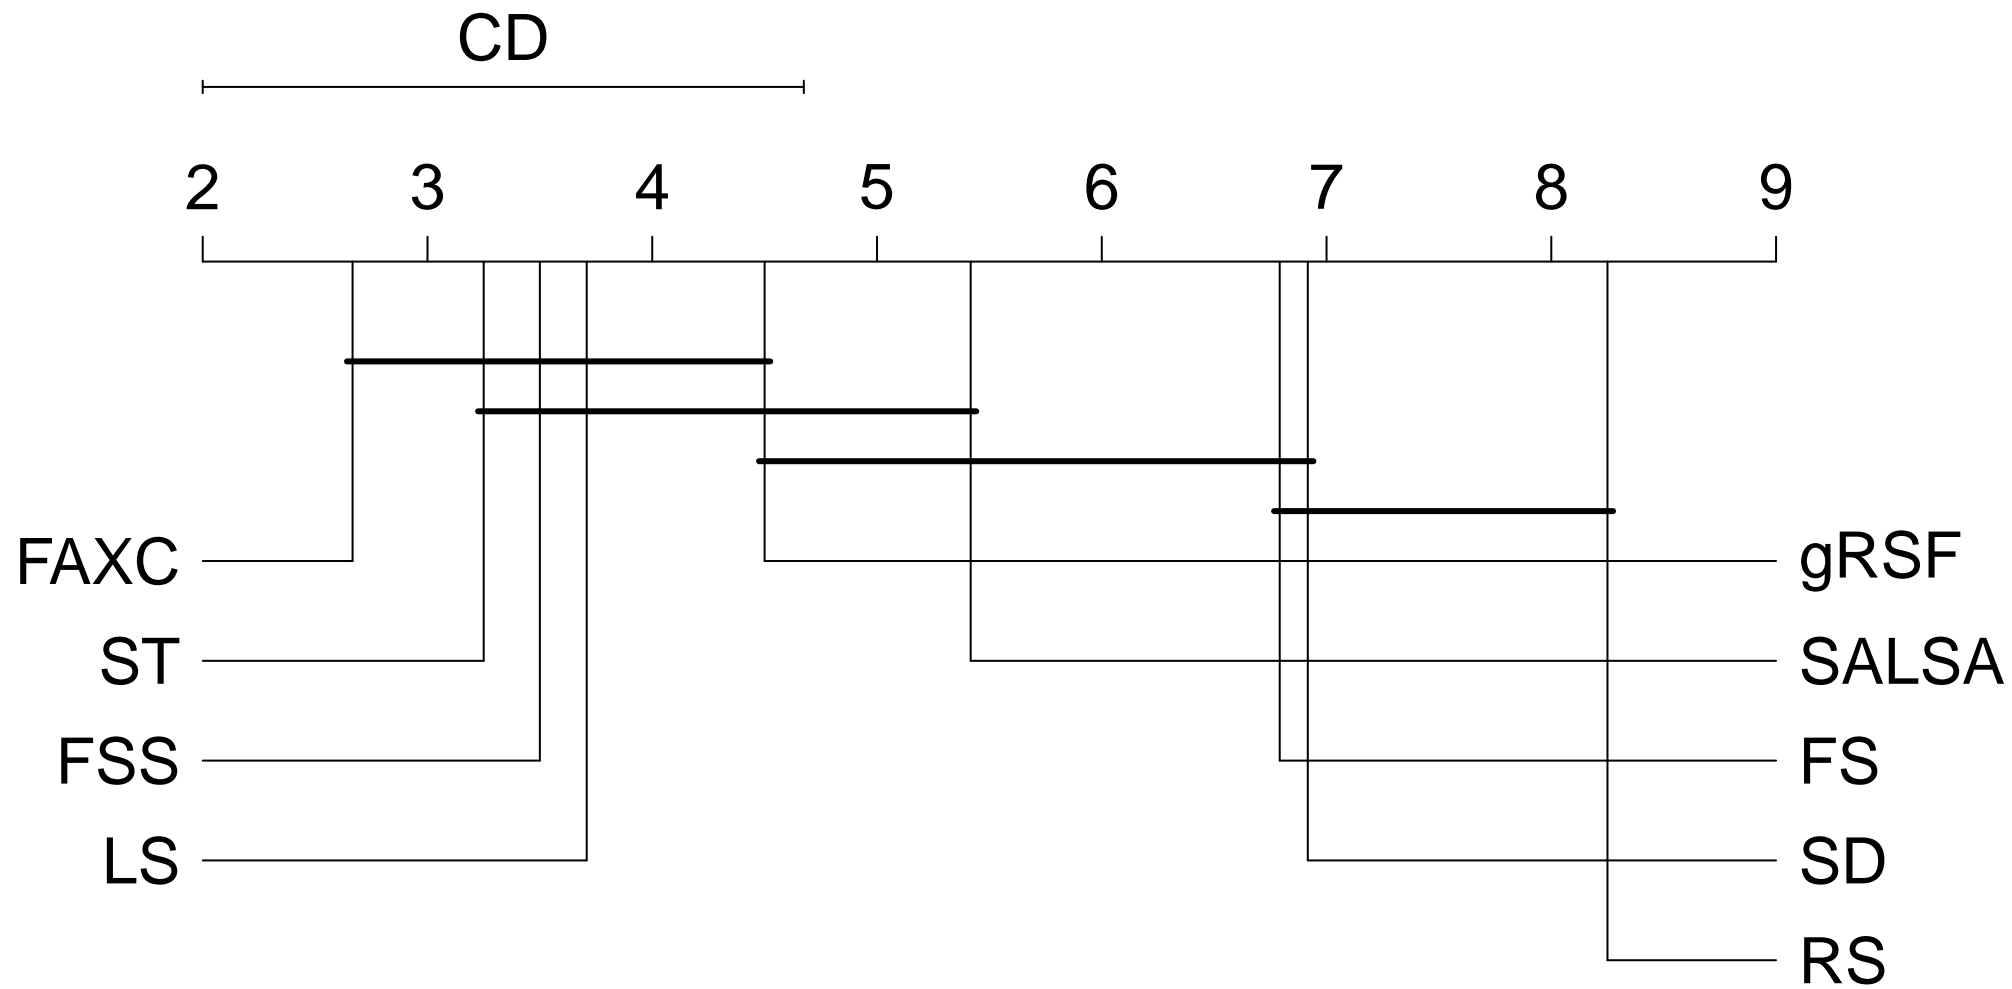 CD
2 3 4 5 6 7 8 9
FAXC gRSF
ST SALSA
FSS FS
LS SD
RS